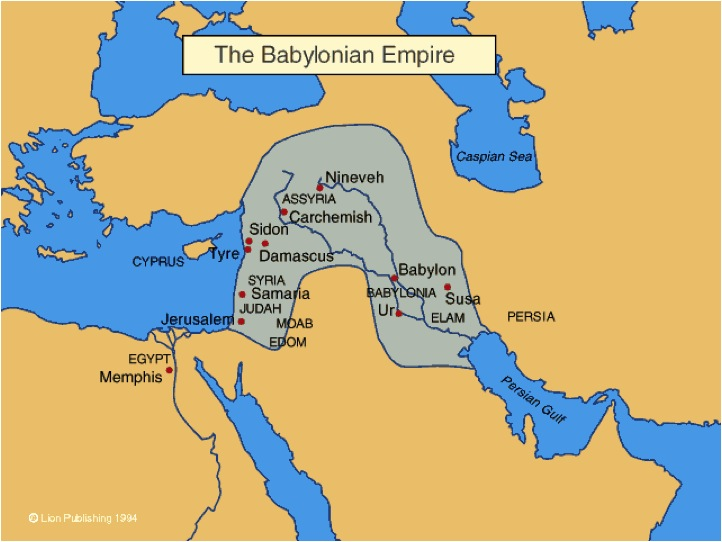 The Babylonian Empire
Caspian Sea
Nineveh
ASSYRIA
Carchemish
Sidon
Tyre
Damascus
CYPRUS
Babylon
SYRIA
Samaria
BABYLONIA
Susa
JUDAH
Ur
Jerusalem
MOAB
ELAM
PERSIA
EDOM
EGYPT
Memphis
Persian Gulf
© Lion Publishing 1994